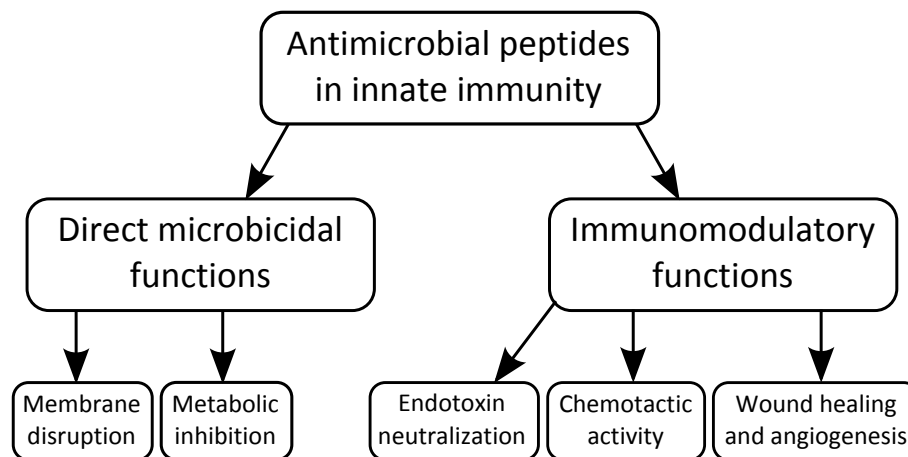 Antimicrobial peptides
in innate immunity
Direct microbicidal
functions
Immunomodulatory
functions
Membrane
disruption
Metabolic
inhibition
Endotoxin
neutralization
Chemotactic
activity
Wound healing
and angiogenesis